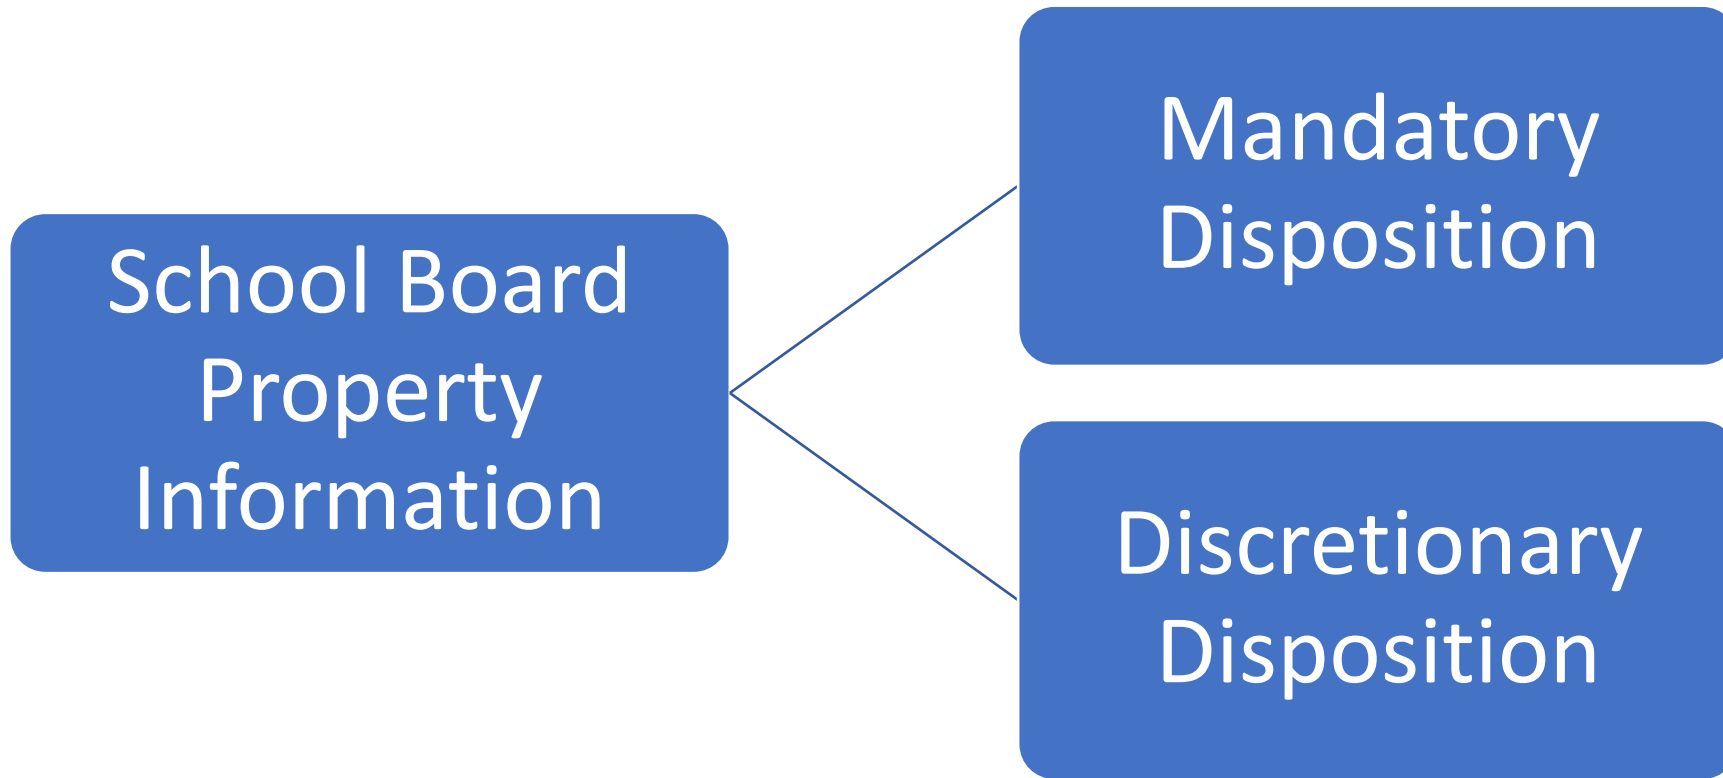 School Board
Property
Information
Mandatory
Disposition
Discretionary
Disposition